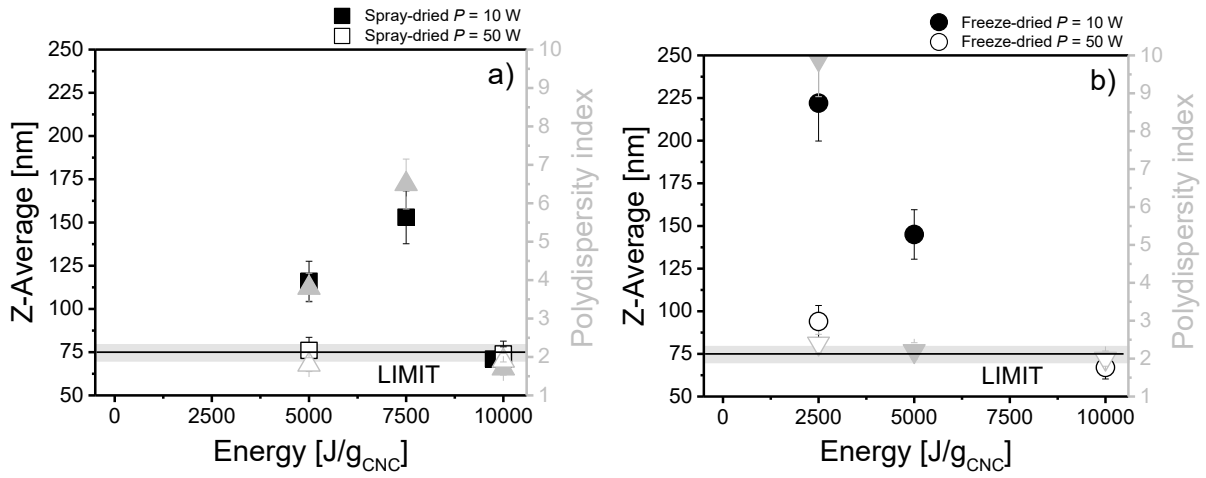 Spray-dried P = 10 W
Spray-dried P = 50 W
a)
250
225
200
175
150
125
100
75
50
Z-Average [nm]
10
9
8
7
6
5
4
3
2
1
Polydispersity index
LIMIT
0 2500 5000 7500 10000
Energy [J/gCNC]
Freeze-dried P = 10 W
Freeze-dried P = 50 W
b)
250
225
200
175
150
125
100
75
50
Z-Average [nm]
10
9
8
7
6
5
4
3
2
1
Polydispersity index
LIMIT
0 2500 5000 7500 10000
Energy [J/gCNC]